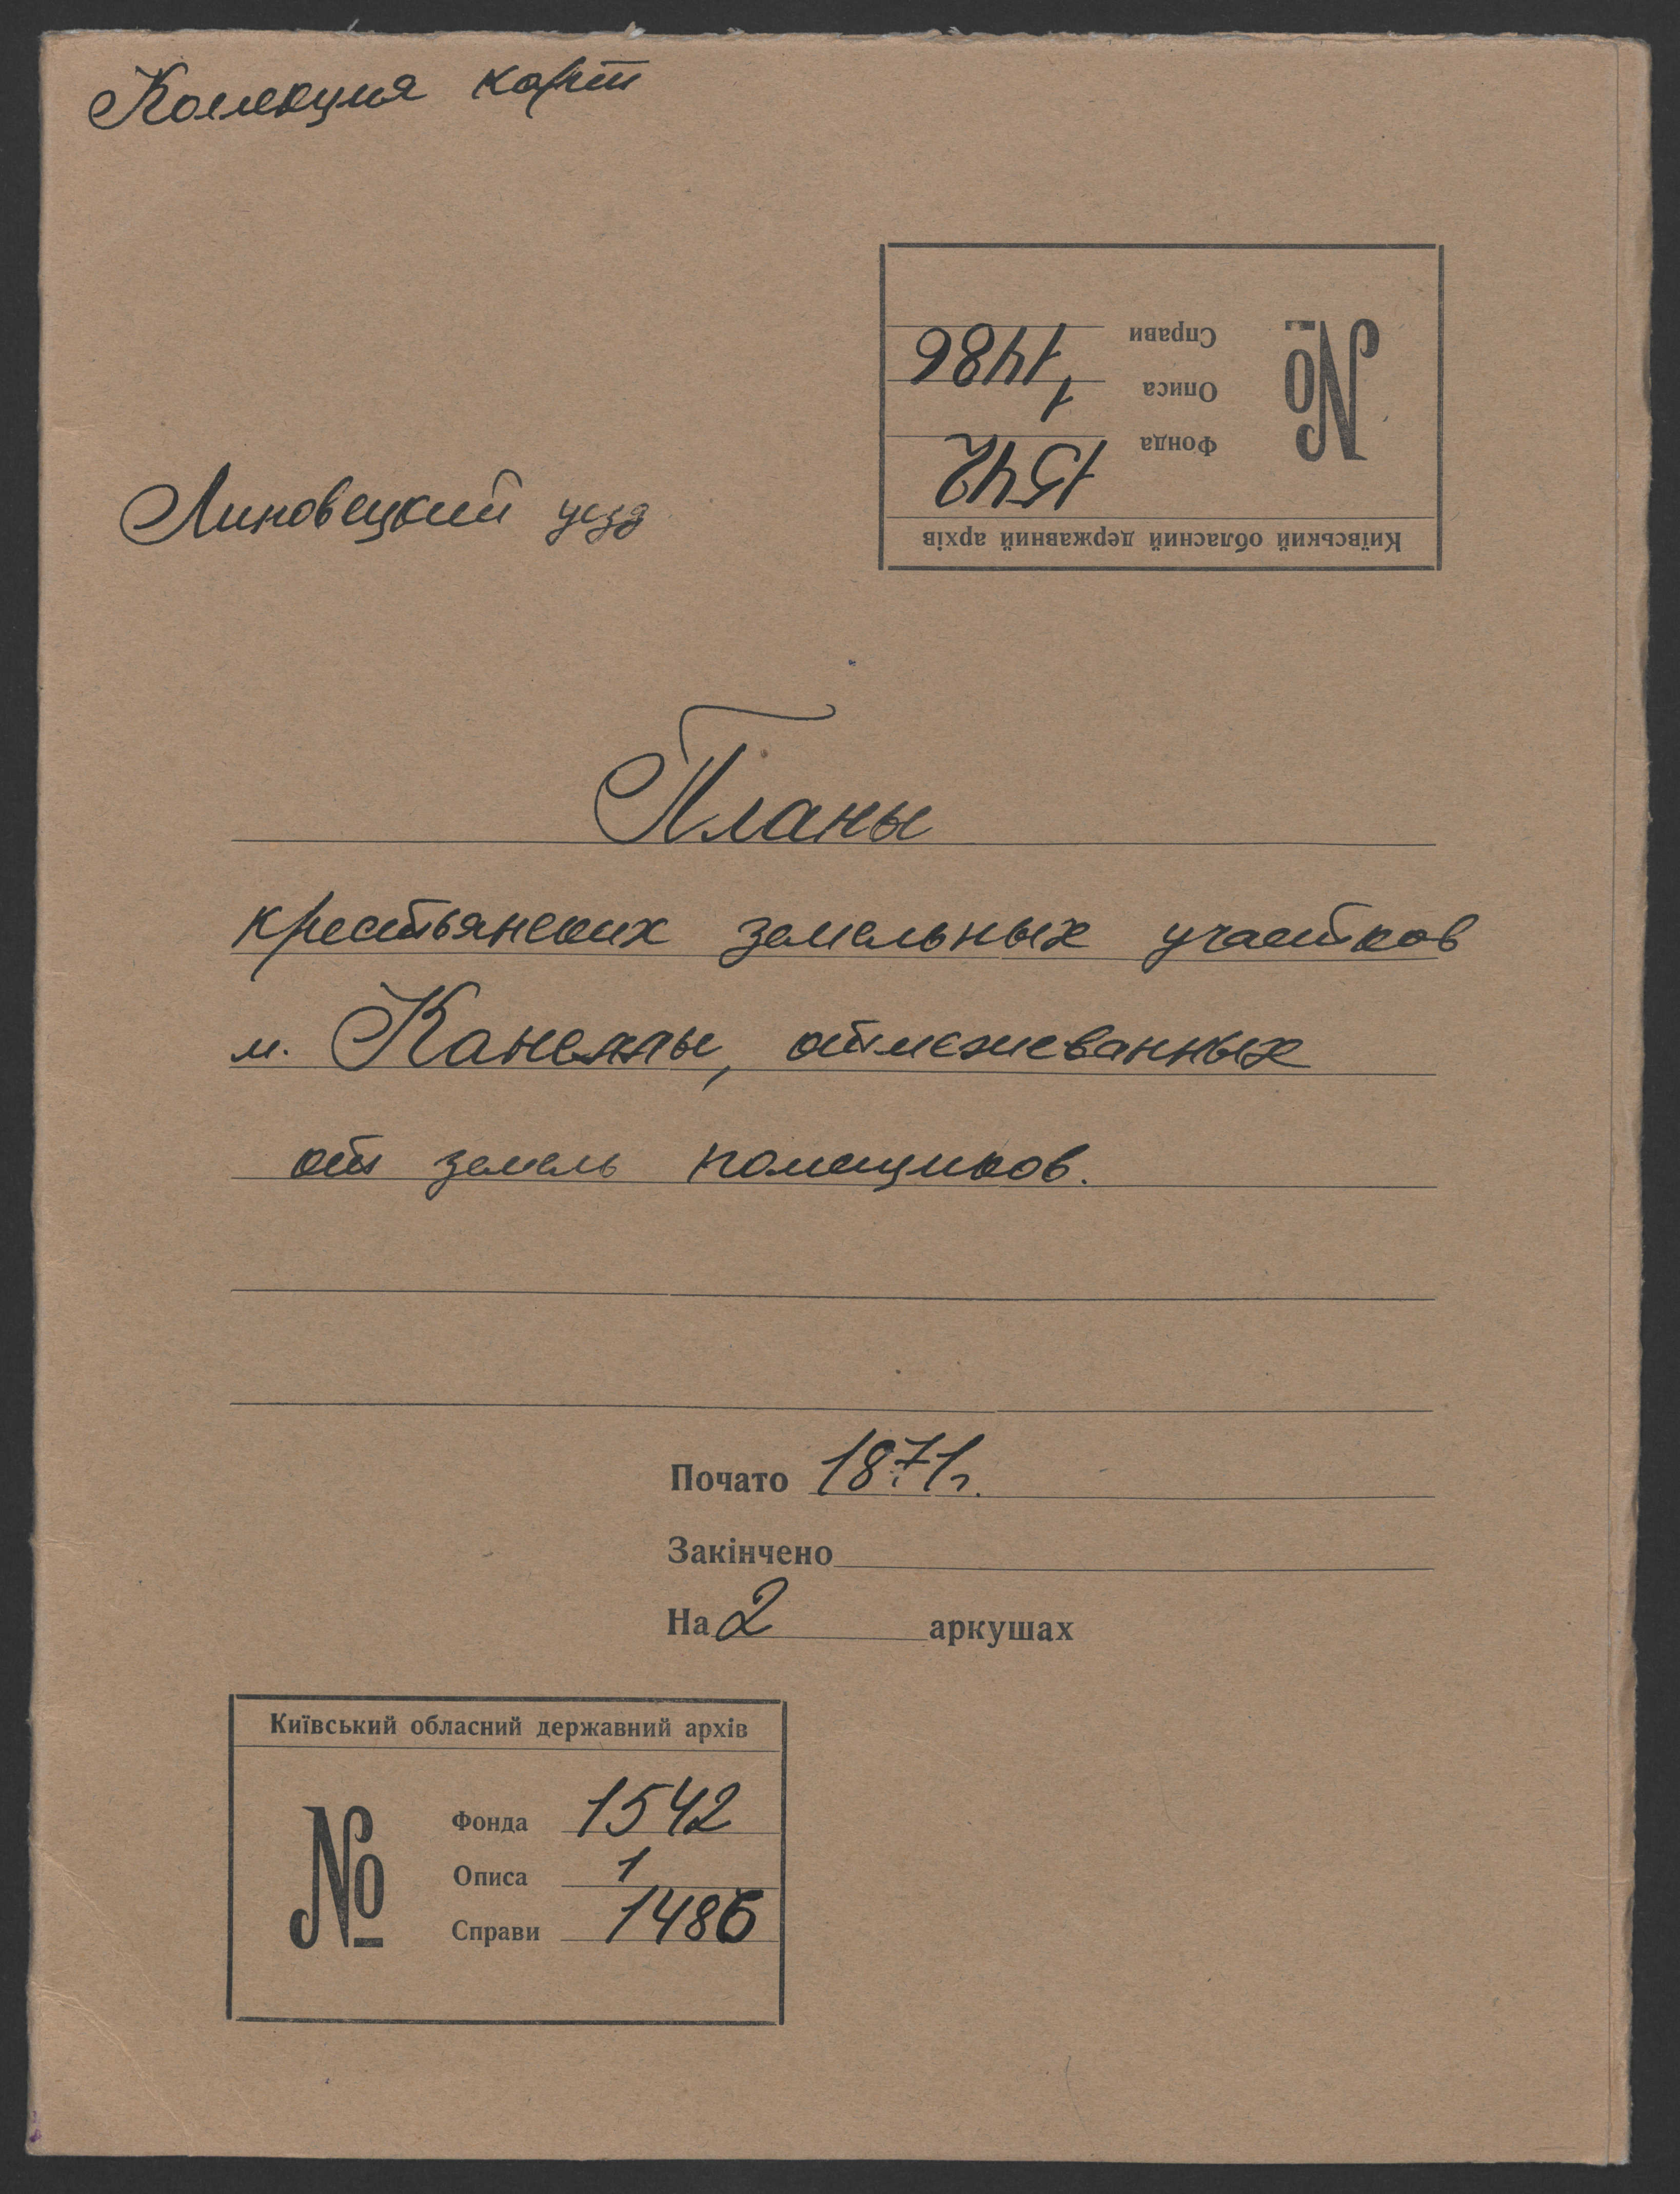 Коллекция карт
Справи 1486
Описа 1
Фонда 1542
№
Київський обласний державний архів
Липовецкий уезд
Планы
крестьянских земельных участков
м. Канеллы, отмежеванных
от земель помещиков.
Почато 1871г.
Закінчено
На 2 аркушах
Київський обласний державний архів
№
Фонда 1542
Описа 1
Справи 1486